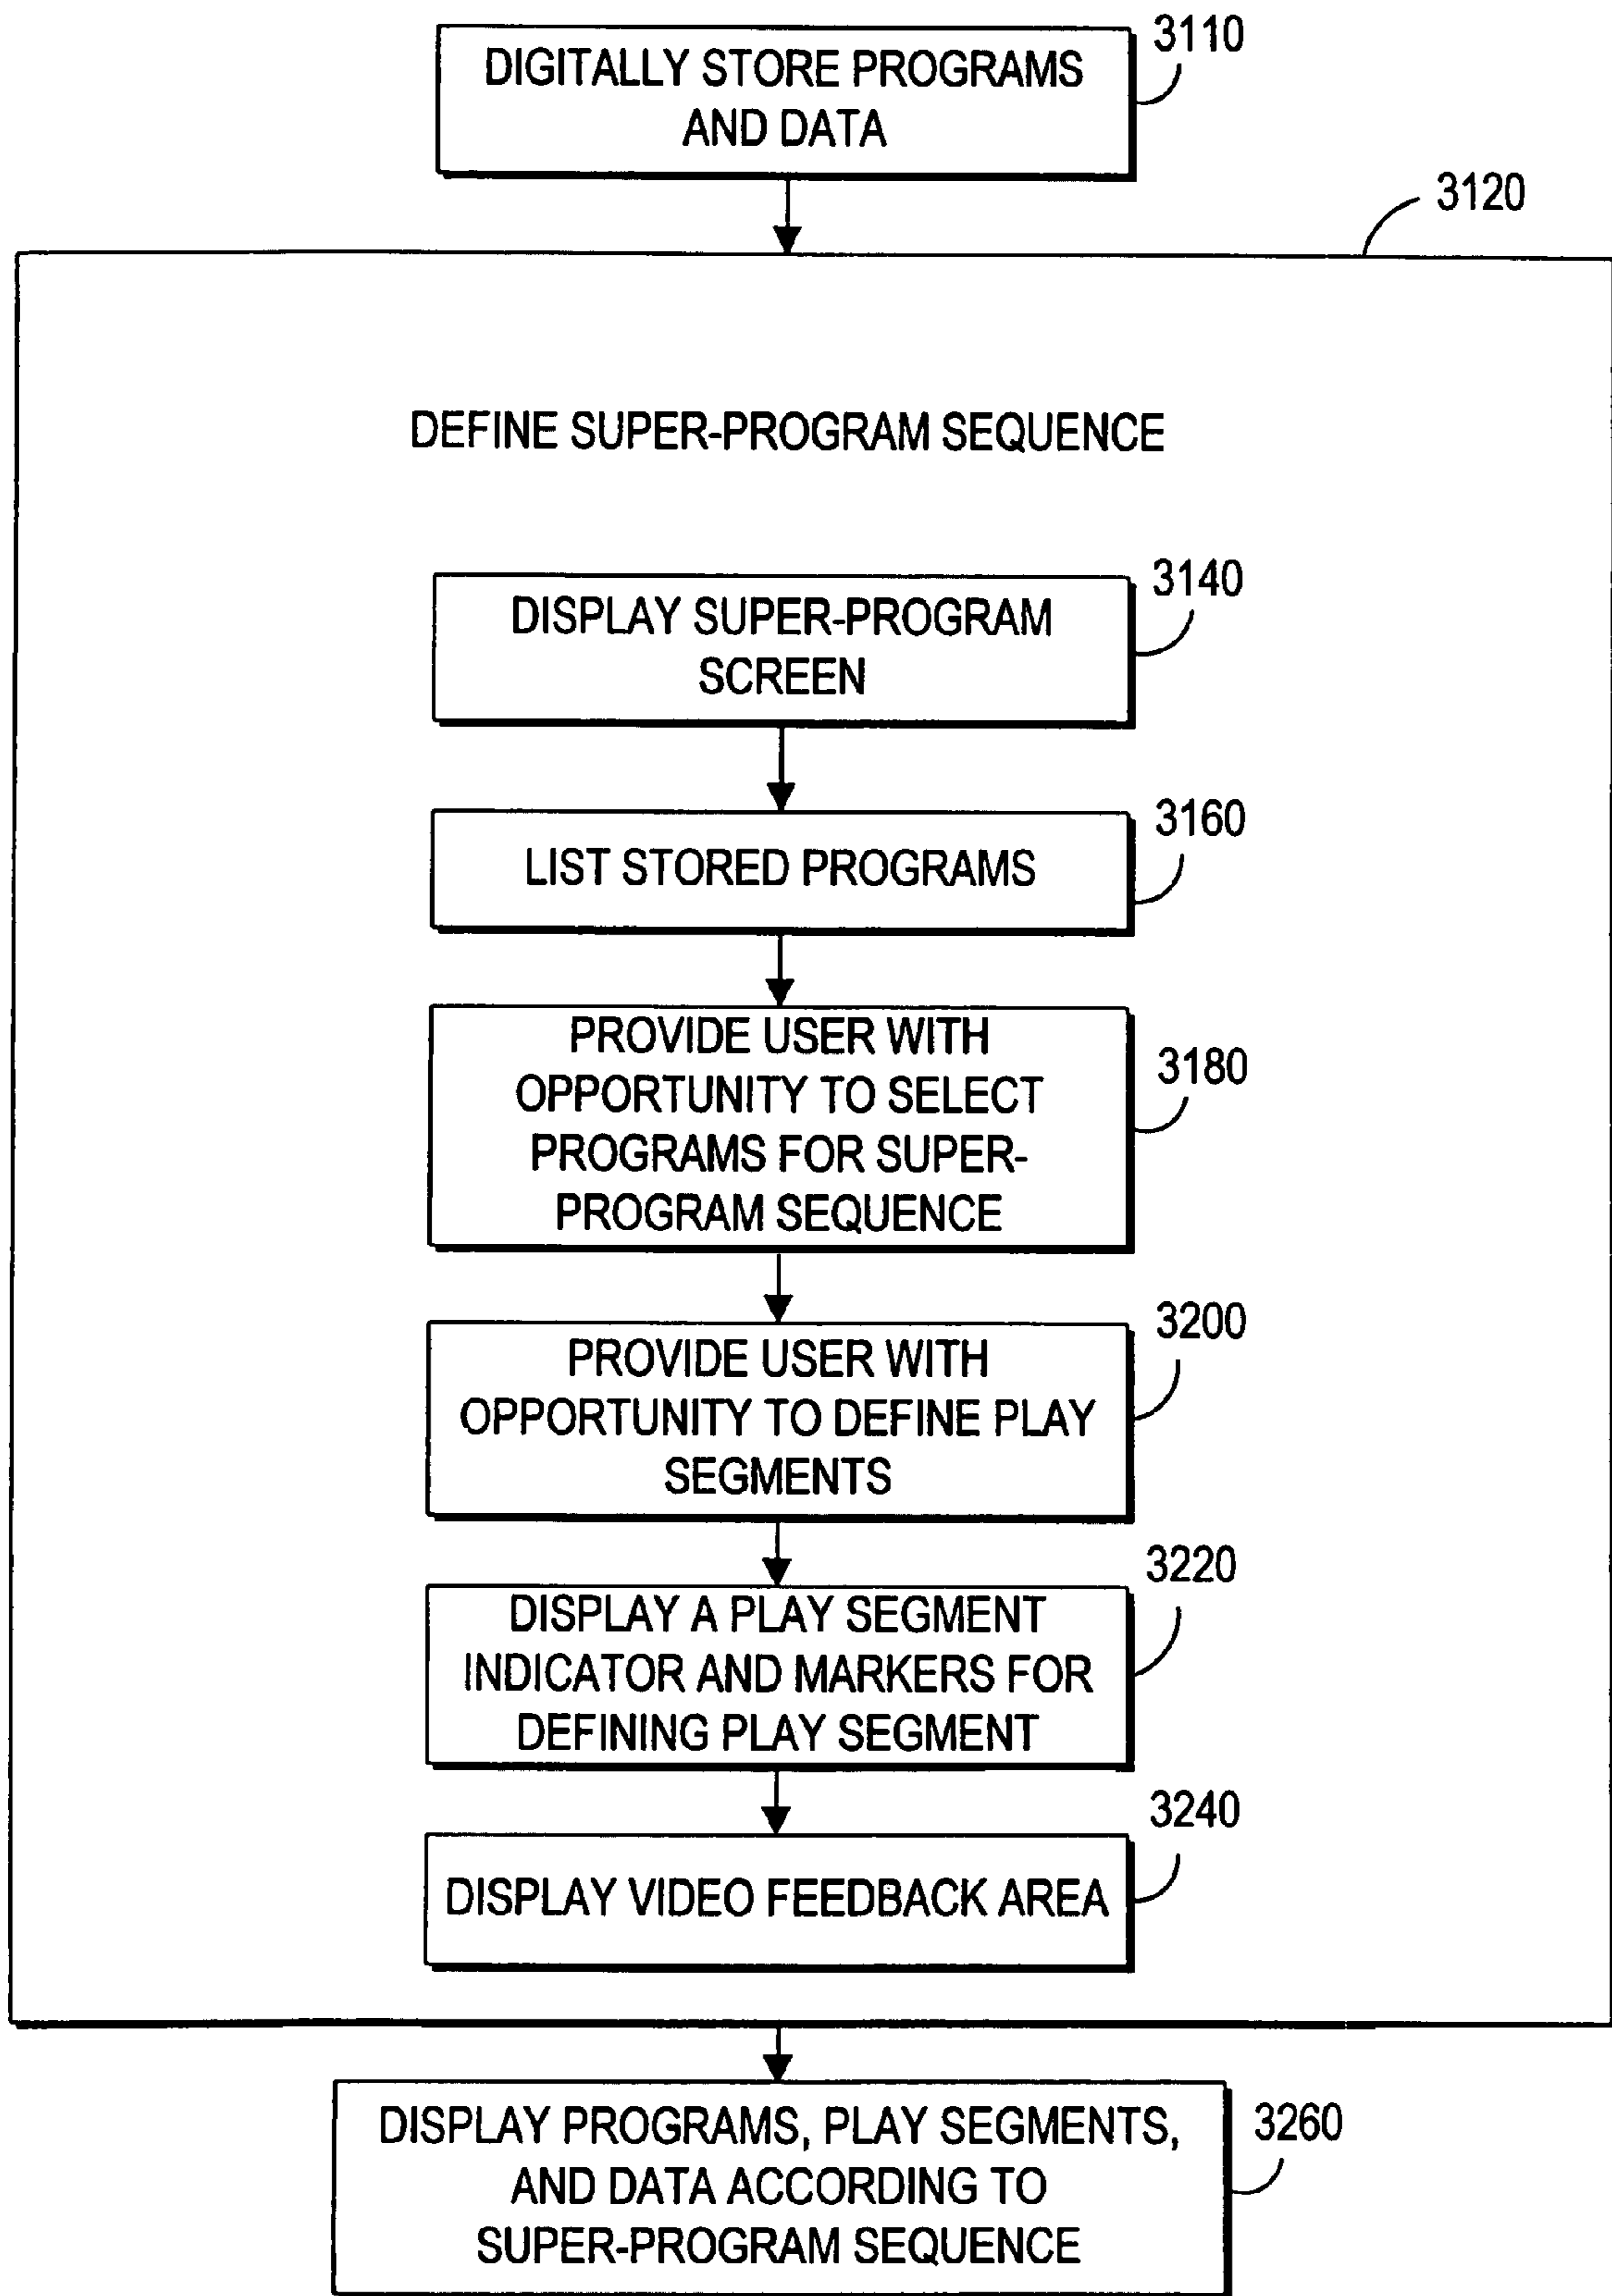 DIGITALLY STORE PROGRAMS
AND DATA
3110
3120
DEFINE SUPER-PROGRAM SEQUENCE
DISPLAY SUPER-PROGRAM
SCREEN
3140
LIST STORED PROGRAMS
3160
PROVIDE USER WITH
OPPORTUNITY TO SELECT
PROGRAMS FOR SUPER-
PROGRAM SEQUENCE
3180
PROVIDE USER WITH
OPPORTUNITY TO DEFINE PLAY
SEGMENTS
3200
DISPLAY A PLAY SEGMENT
INDICATOR AND MARKERS FOR
DEFINING PLAY SEGMENT
3220
DISPLAY VIDEO FEEDBACK AREA
3240
DISPLAY PROGRAMS, PLAY SEGMENTS,
AND DATA ACCORDING TO
SUPER-PROGRAM SEQUENCE
3260